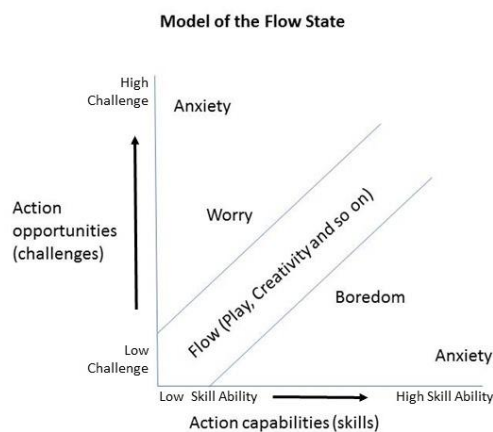 Model of the Flow State
High
Challenge
Anxiety
Action
opportunities
(challenges)
Worry
Flow (Play, Creativity and so on)
Boredom
Low
Challenge
Anxiety
Low Skill Ability
High Skill Ability
Action capabilities (skills)